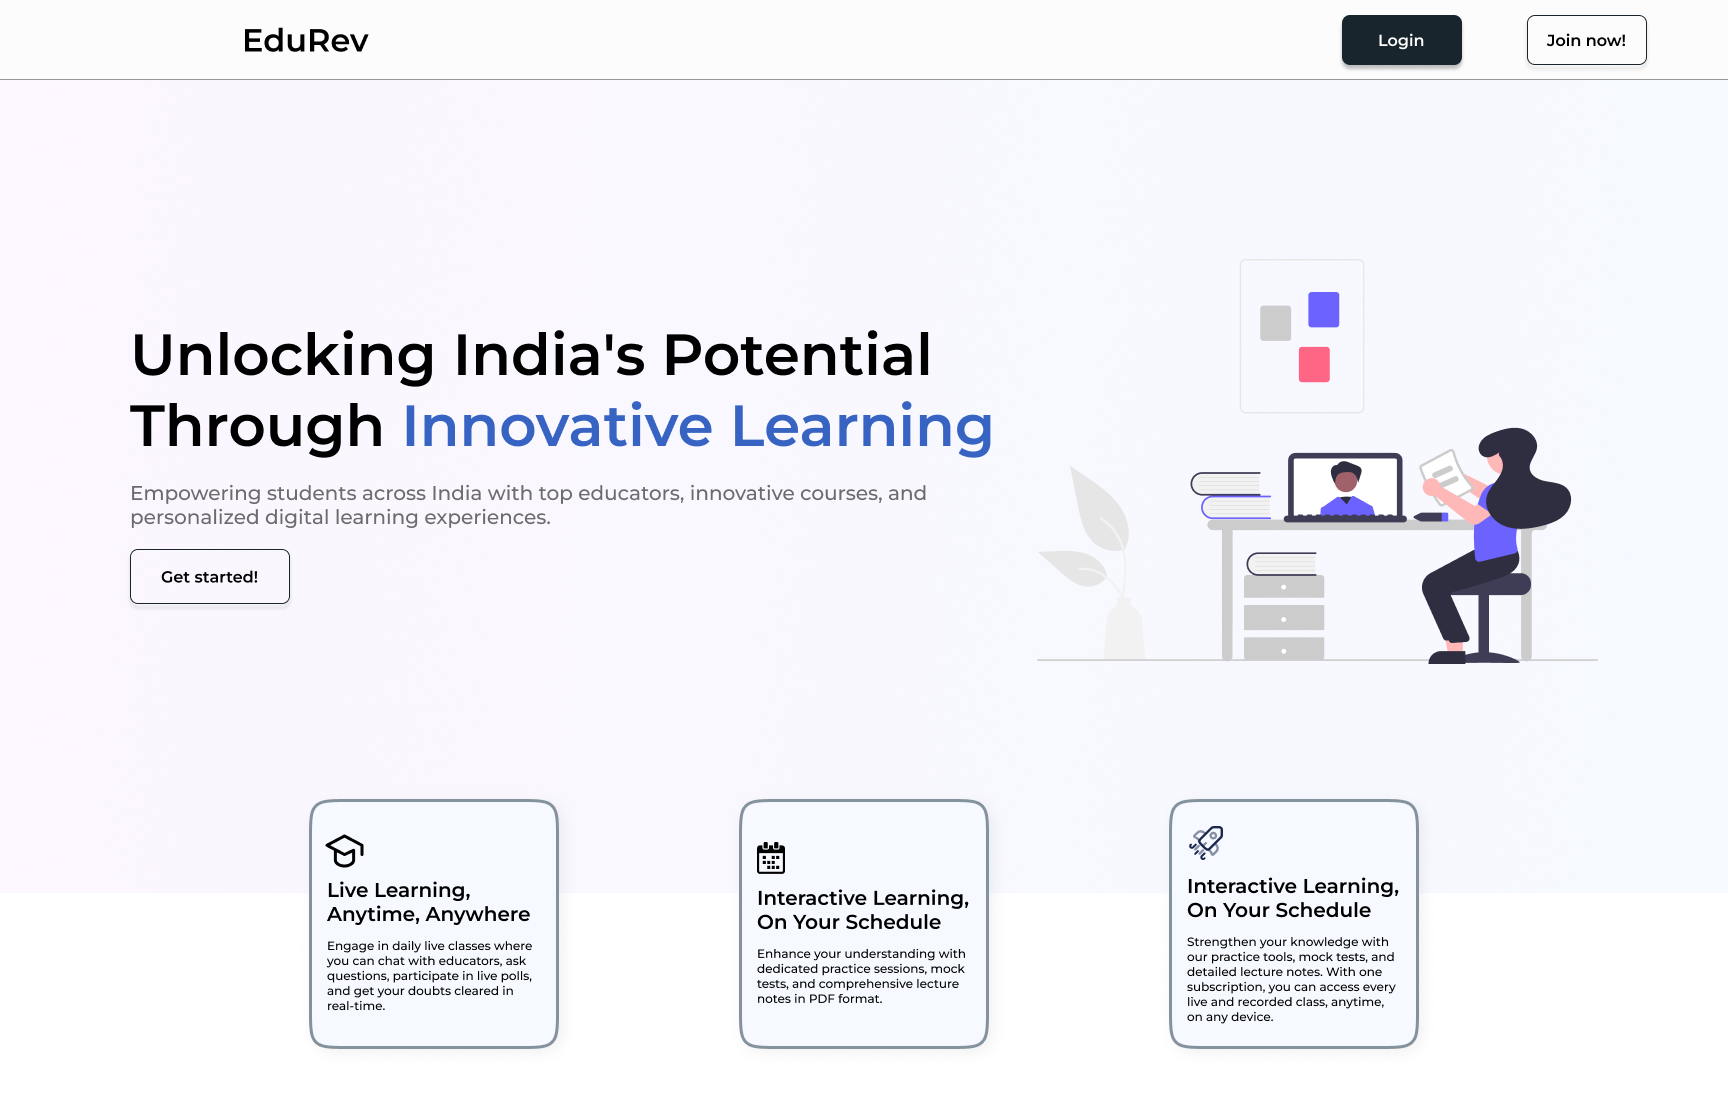 EduRev
Login
Join now!
Unlocking India's Potential
Through Innovative Learning
Empowering students across India with top educators, innovative courses, and
personalized digital learning experiences.
Get started!
Live Learning,
Anytime, Anywhere
Engage in daily live classes where
you can chat with educators, ask
questions, participate in live polls,
and get your doubts cleared in
real-time.
Interactive Learning,
On Your Schedule
Enhance your understanding with
dedicated practice sessions, mock
tests, and comprehensive lecture
notes in PDF format.
Interactive Learning,
On Your Schedule
Strengthen your knowledge with
our practice tools, mock tests, and
detailed lecture notes. With one
subscription, you can access every
live and recorded class, anytime,
on any device.